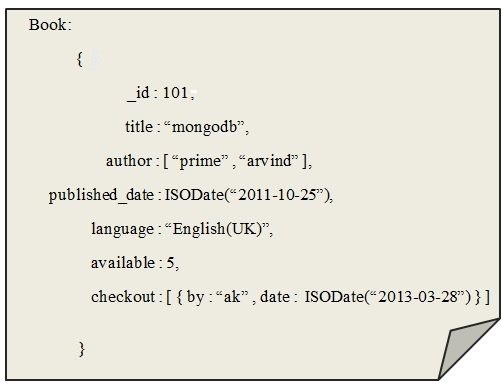 Book:
{
_id : 101,
title : “mongodb”,
author : [ “prime” , “arvind” ],
published_date : ISODate(“2011-10-25”),
language : “English(UK)”,
available : 5,
checkout : [ { by : “ak” , date : ISODate(“2013-03-28”) } ]
}